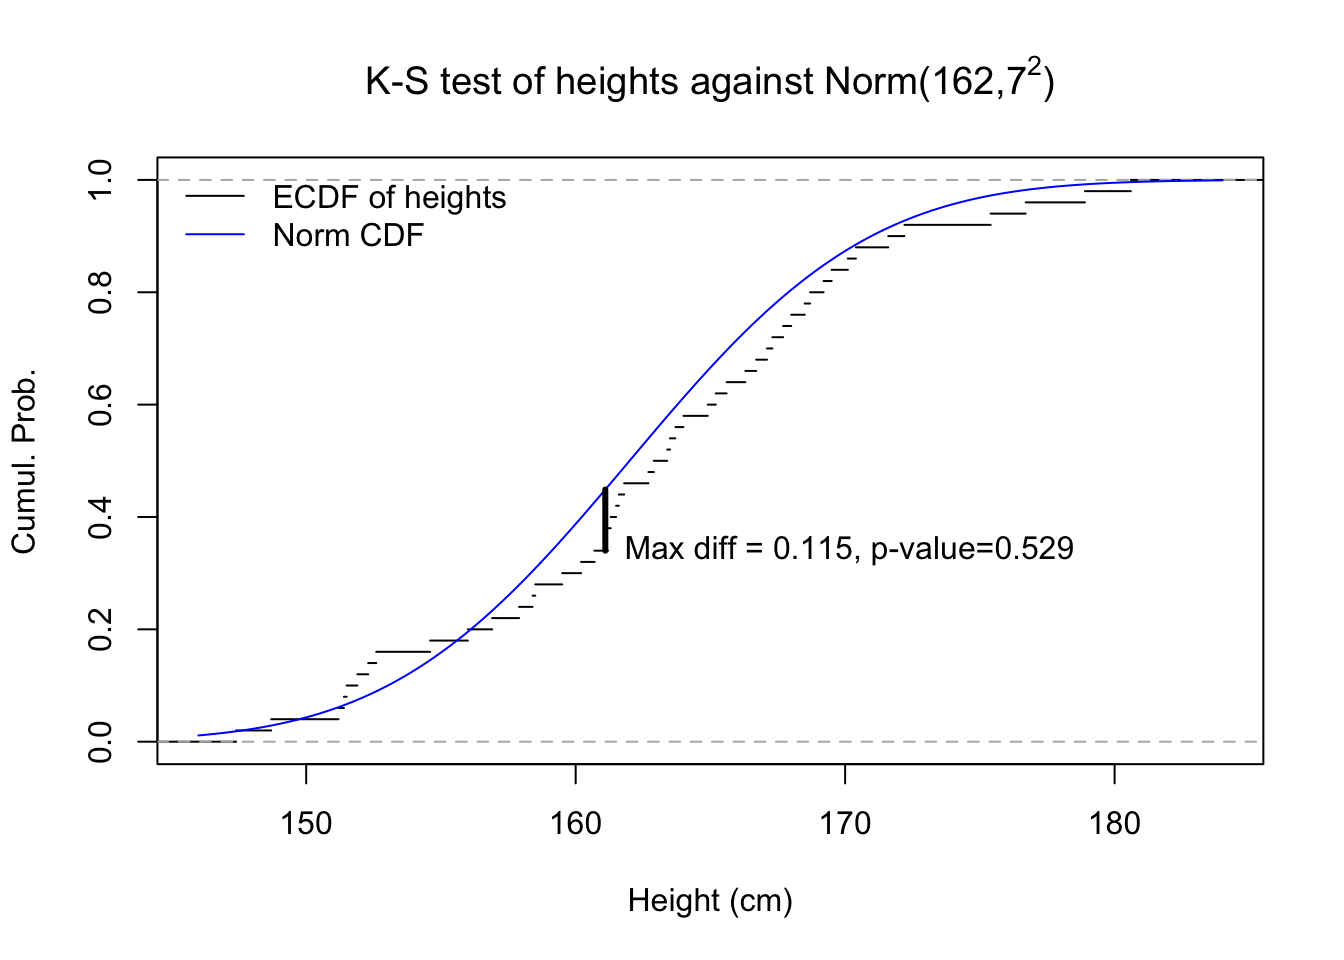 K-S test of heights against Norm(162,7²)
ECDF of heights
Norm CDF
Max diff = 0.115, p-value=0.529
Cumul. Prob.
1.0
0.8
0.6
0.4
0.2
0.0
150 160 170 180
Height (cm)